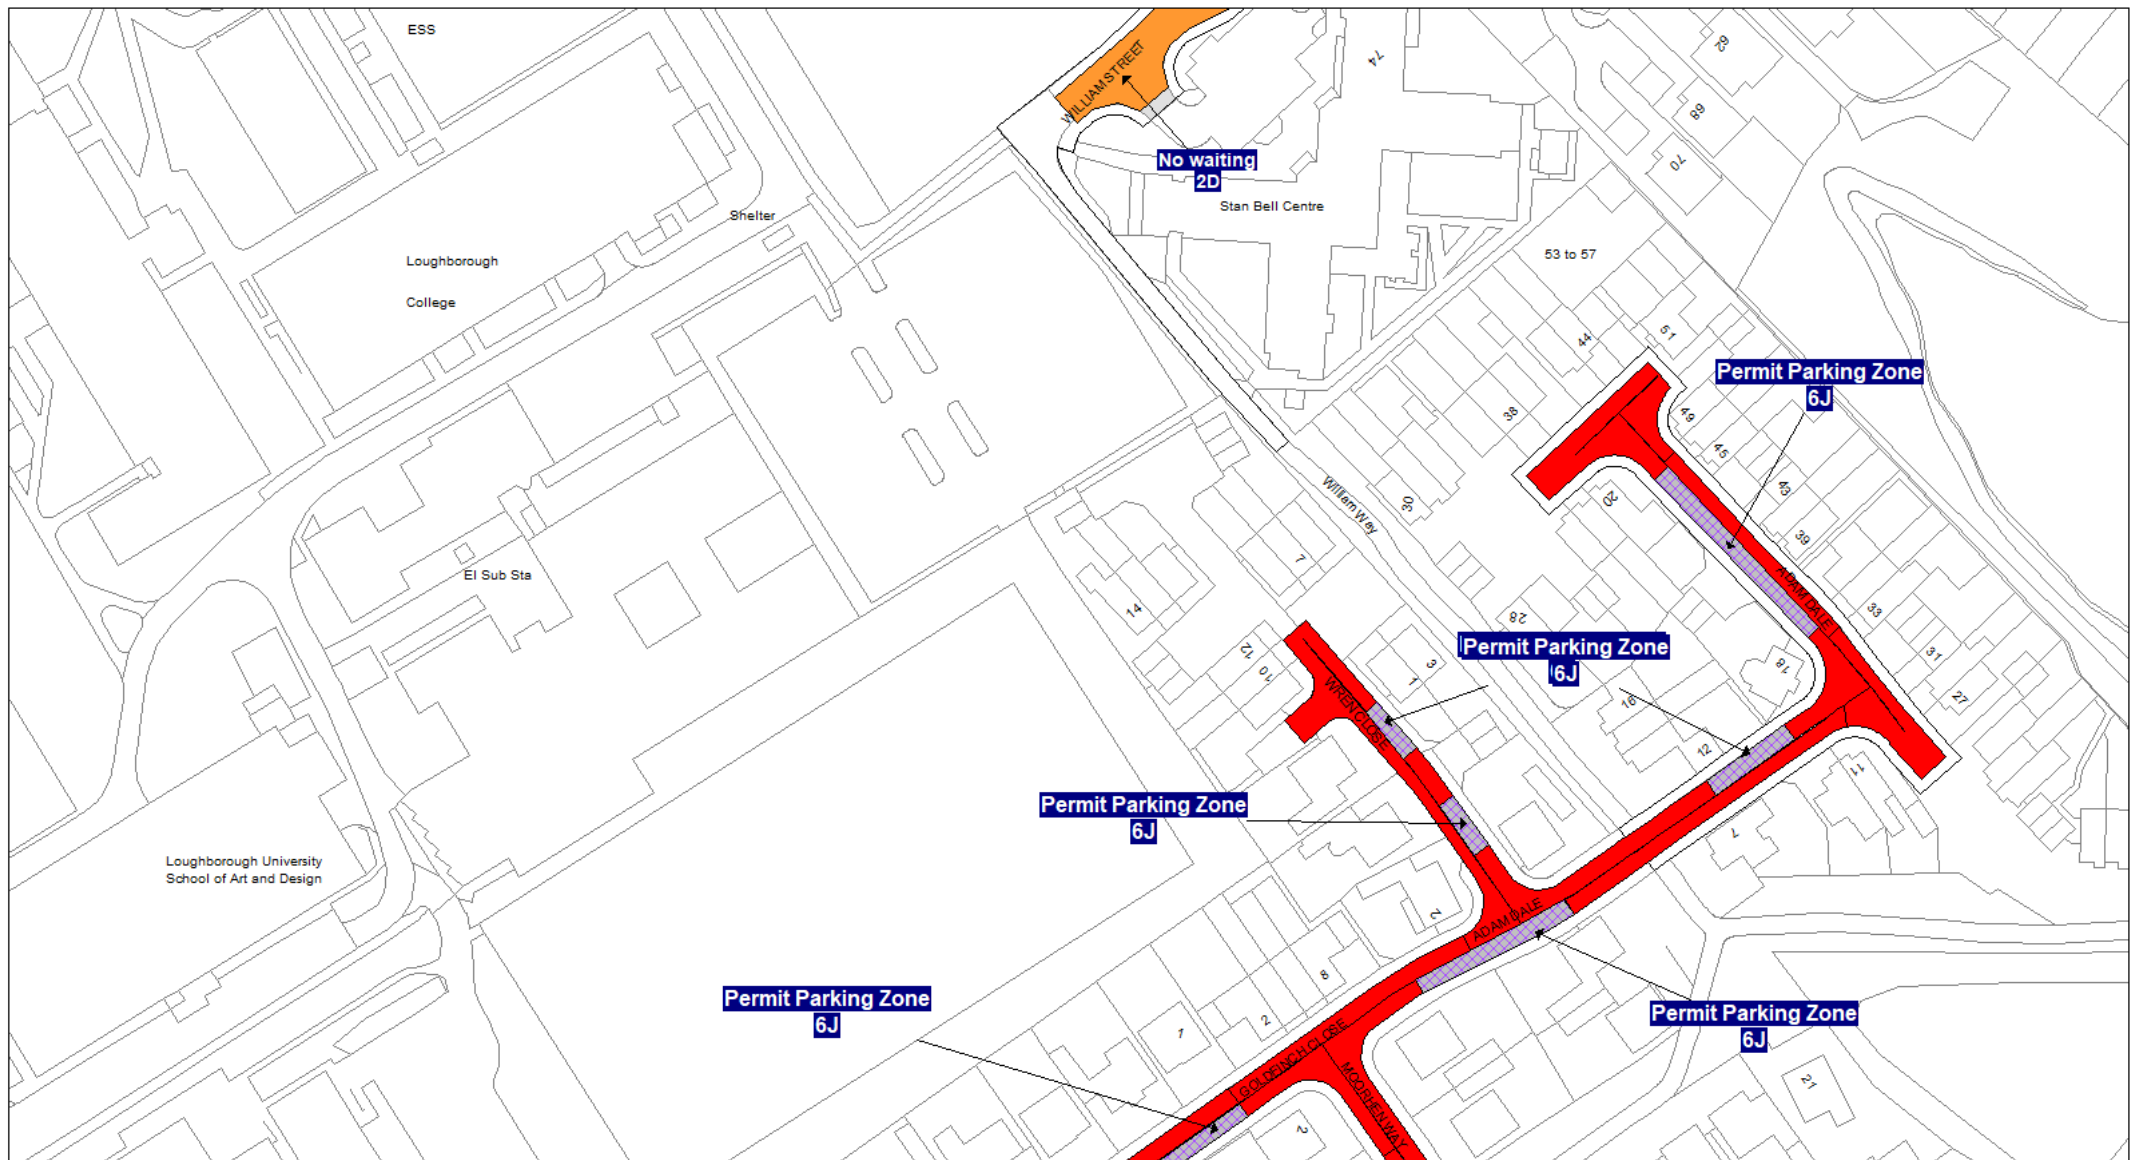 ESS
WILLIAM STREET
74
62
68
70
No waiting
2D
Stan Bell Centre
Shelter
Loughborough
College
53 to 57
44
51
Permit Parking Zone
6J
38
49
45
43
39
30
20
William Way
7
El Sub Sta
14
28
ADAM DALE
33
31
27
12
10
3
1
Permit Parking Zone
6J
18
16
12
11
WREN CLOSE
Permit Parking Zone
6J
7
Loughborough University
School of Art and Design
2
ADAM DALE
8
Permit Parking Zone
6J
Permit Parking Zone
6J
1
2
GOLDFINCH CLOSE
MOORHEN WAY
21
2